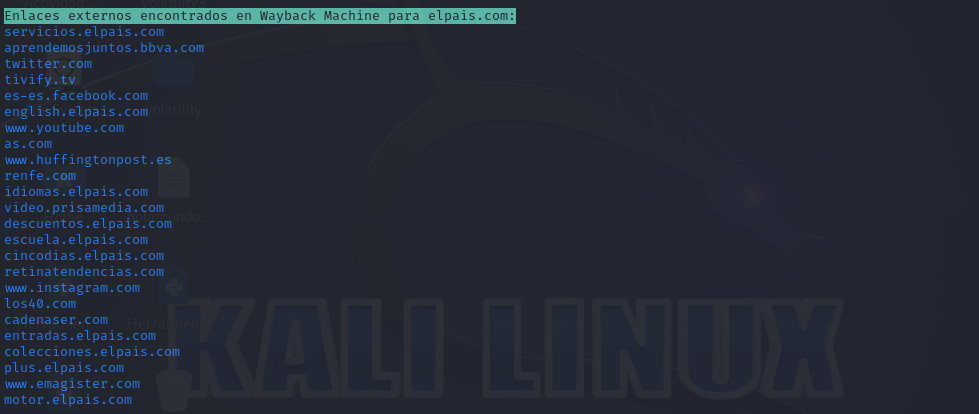 Enlaces externos encontrados en Wayback Machine para elpais.com:
servicios.elpais.com
aprendemosjuntos.bbva.com
twitter.com
tivify.tv
es-es.facebook.com
english.elpais.com
volatility
www.youtube.com
as.com
www.huffingtonpost.es
renfe.com
idiomas.elpais.com
video.prisamedia.com
descuentos.elpais.com
escuela.elpais.com
cincodias.elpais.com
retinatendencias.com
www.instagram.com
los40.com
cadenaser.com
entradas.elpais.com
colecciones.elpais.com
plus.elpais.com
www.emagister.com
motor.elpais.com
KALI LINUX